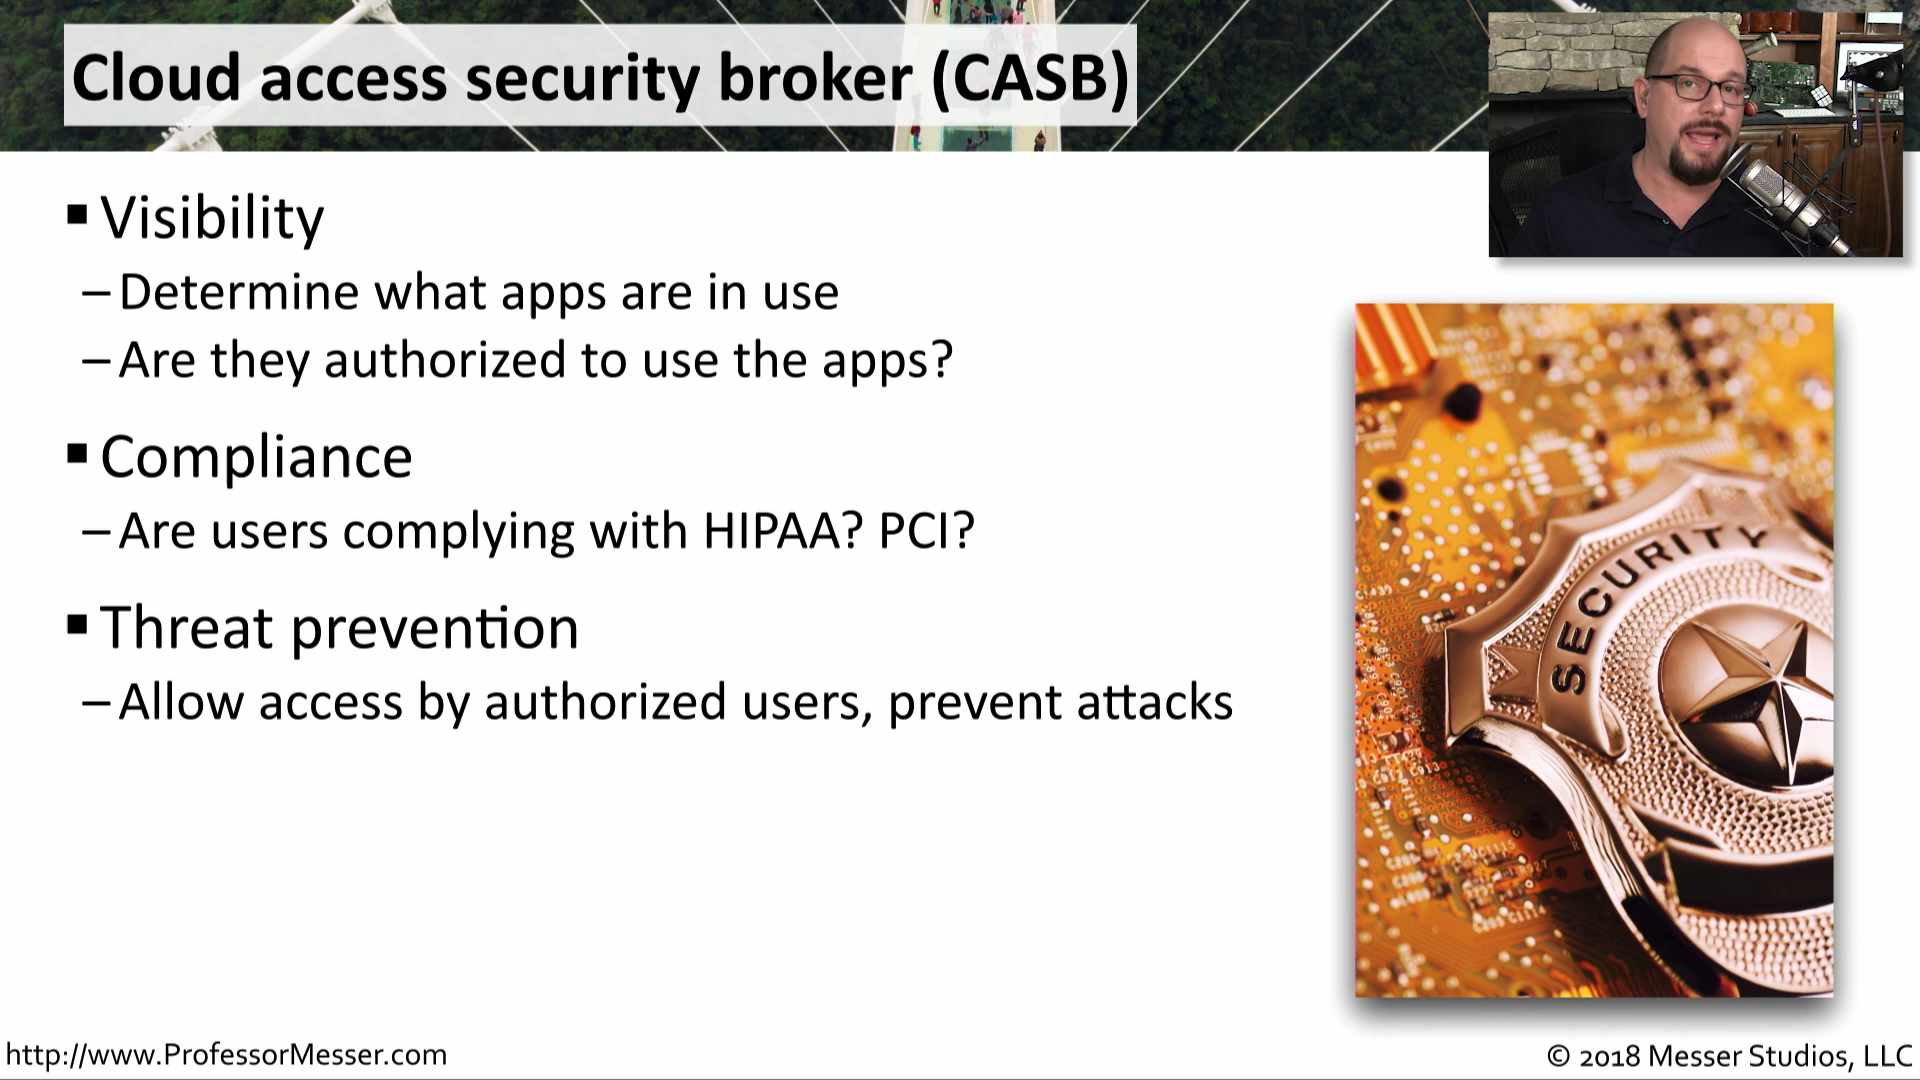 Cloud access security broker (CASB)
▪ Visibility
– Determine what apps are in use
– Are they authorized to use the apps?
▪ Compliance
– Are users complying with HIPAA? PCI?
▪ Threat prevention
– Allow access by authorized users, prevent attacks
SECURITY
http://www.ProfessorMesser.com
© 2018 Messer Studios, LLC